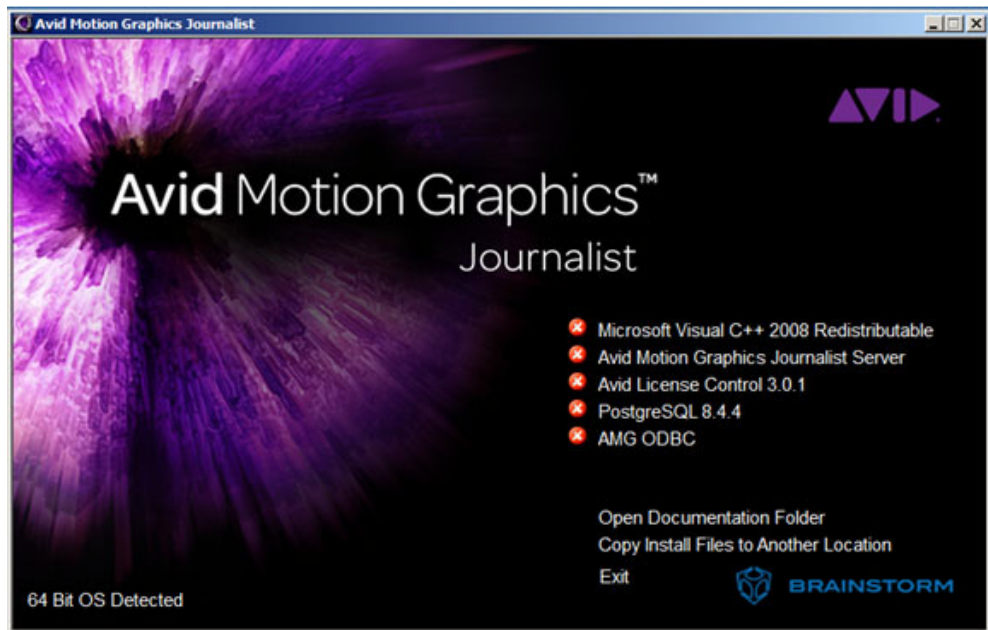 Avid Motion Graphics Journalist
AVID
Avid Motion Graphics™
Journalist
Microsoft Visual C++ 2008 Redistributable
Avid Motion Graphics Journalist Server
Avid License Control 3.0.1
PostgreSQL 8.4.4
AMG ODBC
Open Documentation Folder
Copy Install Files to Another Location
Exit
BRAINSTORM
64 Bit OS Detected